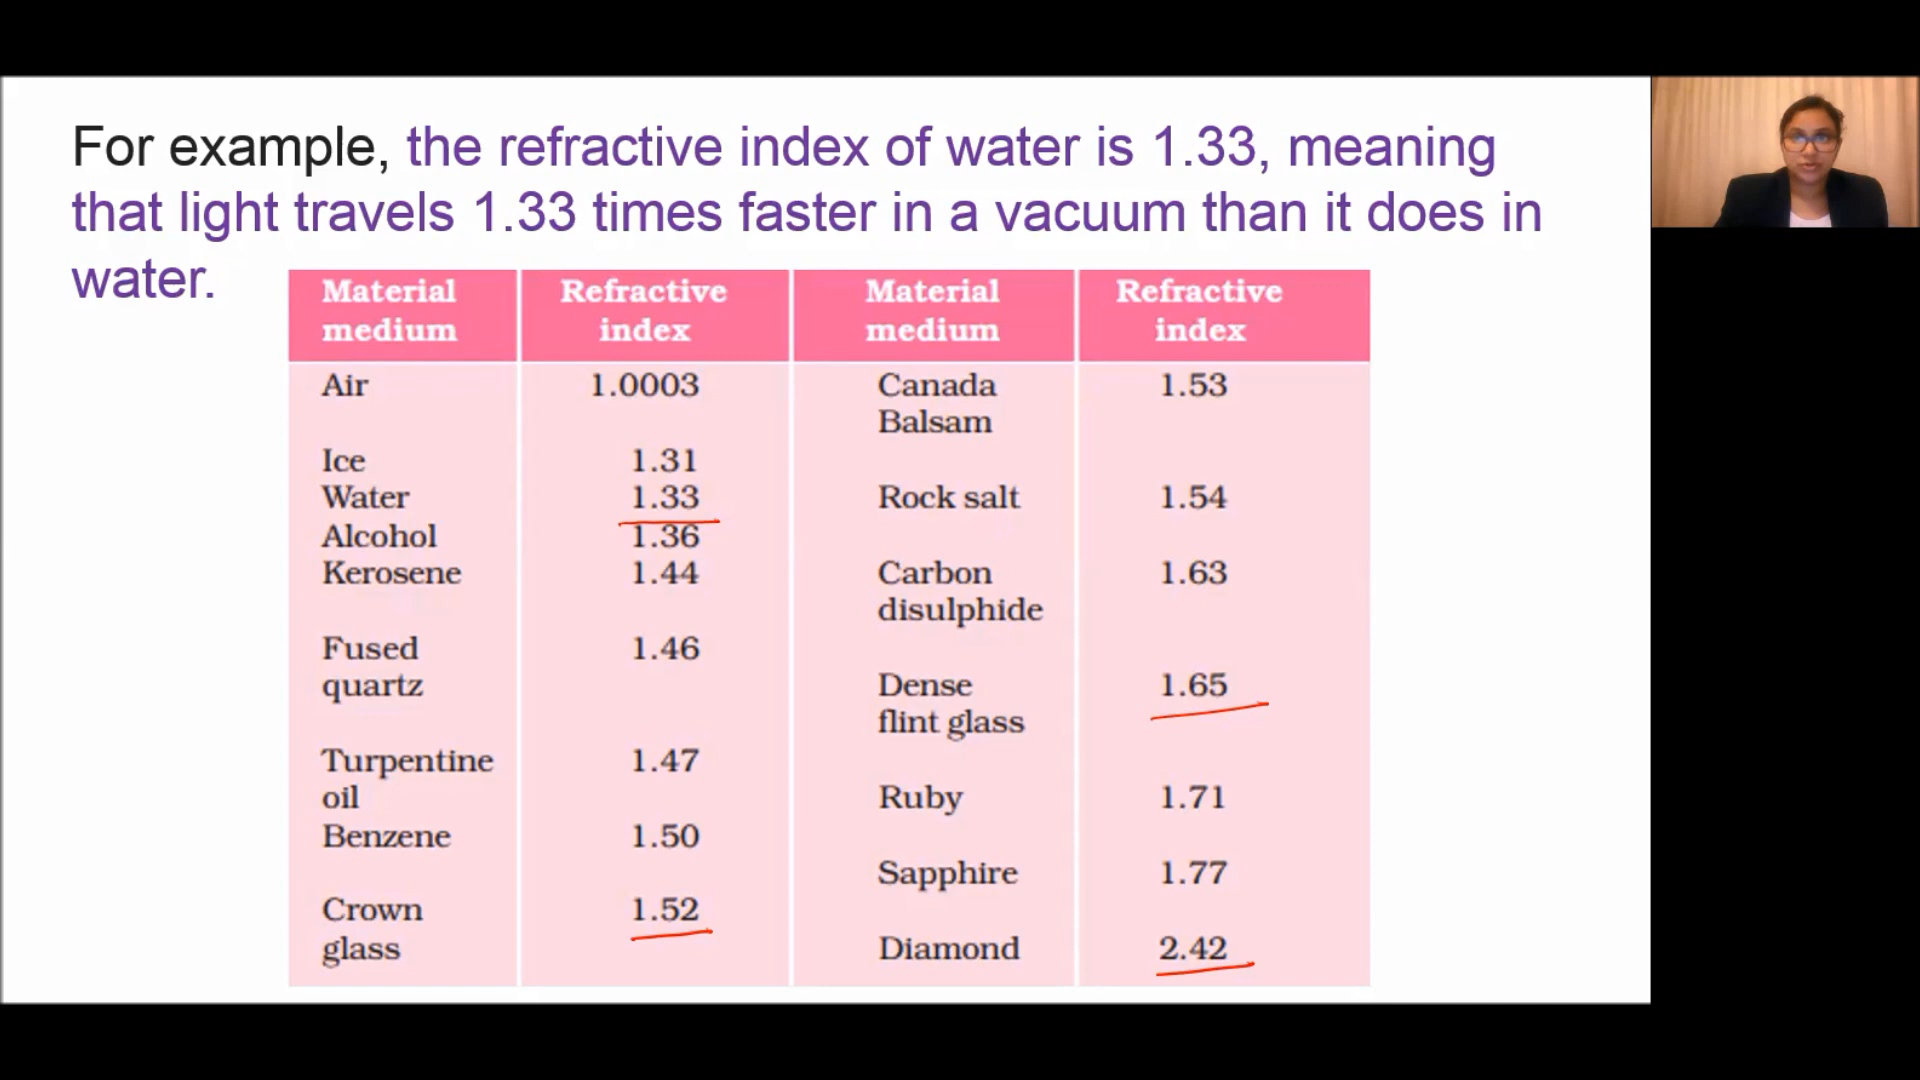 For example, the refractive index of water is 1.33, meaning
that light travels 1.33 times faster in a vacuum than it does in
water.
Material medium Refractive index Material medium Refractive index
Air 1.0003 Canada Balsam 1.53
Ice 1.31
Water 1.33 Rock salt 1.54
Alcohol 1.36
Kerosene 1.44 Carbon disulphide 1.63
Fused quartz 1.46
Dense flint glass 1.65
Turpentine oil 1.47
Ruby 1.71
Benzene 1.50
Sapphire 1.77
Crown glass 1.52
Diamond 2.42